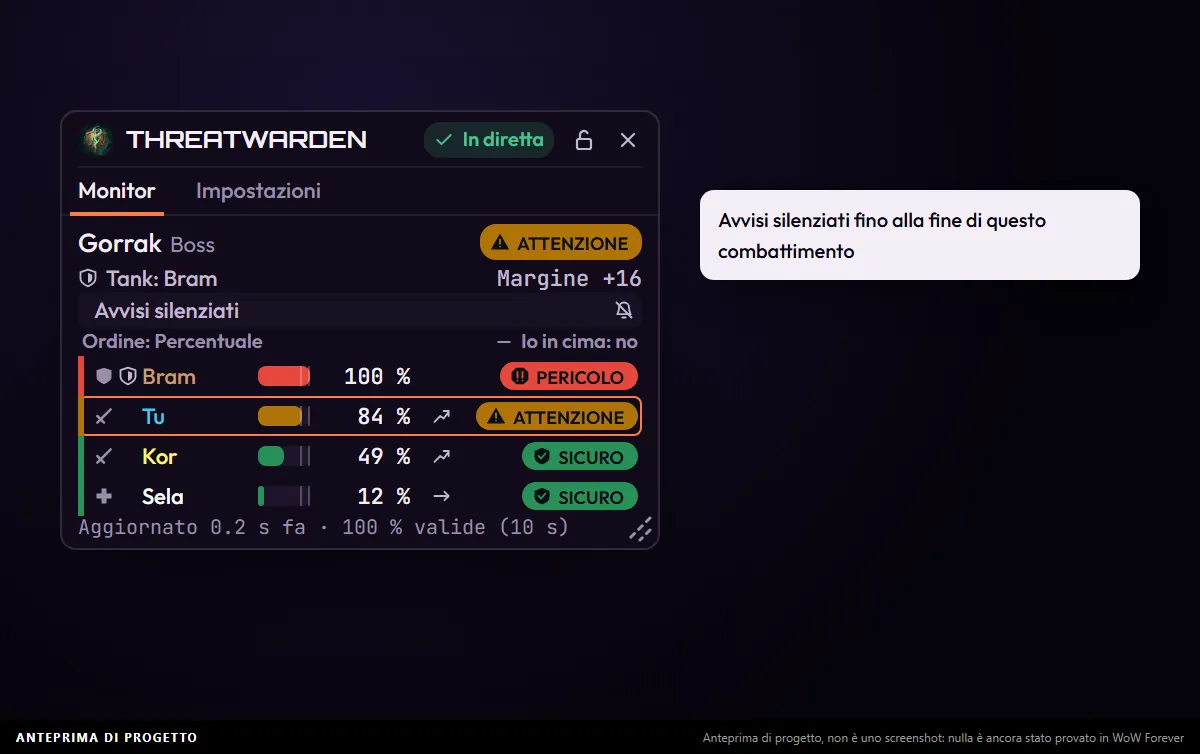 THREATWARDEN
In diretta
Monitor
Impostazioni
Gorrak Boss
ATTENZIONE
Tank: Bram
Margine +16
Avvisi silenziati
Ordine: Percentuale
— Io in cima: no
Bram 100 % PERICOLO
Tu 84 % ATTENZIONE
Kor 49 % SICURO
Sela 12 % SICURO
Aggiornato 0.2 s fa · 100 % valide (10 s)
Avvisi silenziati fino alla fine di questo
combattimento
ANTEPRIMA DI PROGETTO
Anteprima di progetto, non è uno screenshot: nulla è ancora stato provato in WoW Forever